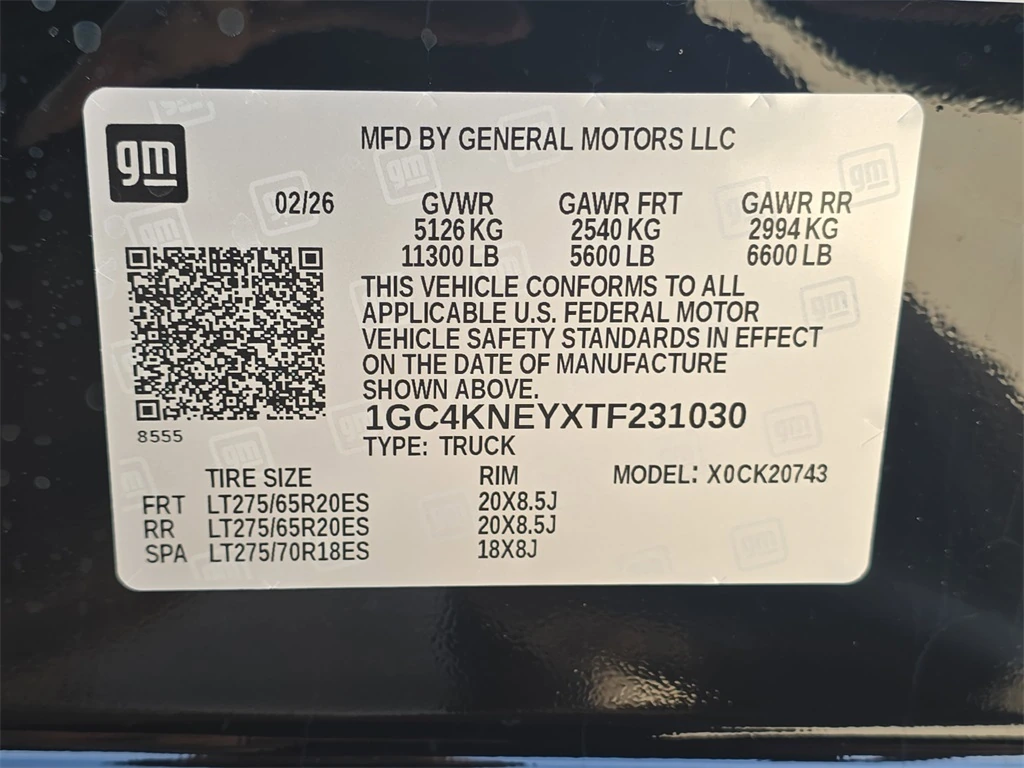 gm
MFD BY GENERAL MOTORS LLC
02/26 GVWR GAWR FRT GAWR RR
5126 KG 2540 KG 2994 KG
11300 LB 5600 LB 6600 LB
THIS VEHICLE CONFORMS TO ALL
APPLICABLE U.S. FEDERAL MOTOR
VEHICLE SAFETY STANDARDS IN EFFECT
ON THE DATE OF MANUFACTURE
SHOWN ABOVE.
8555
1GC4KNEYXTF231030
TYPE: TRUCK
TIRE SIZE RIM MODEL: X0CK20743
FRT LT275/65R20ES 20X8.5J
RR LT275/65R20ES 20X8.5J
SPA LT275/70R18ES 18X8J